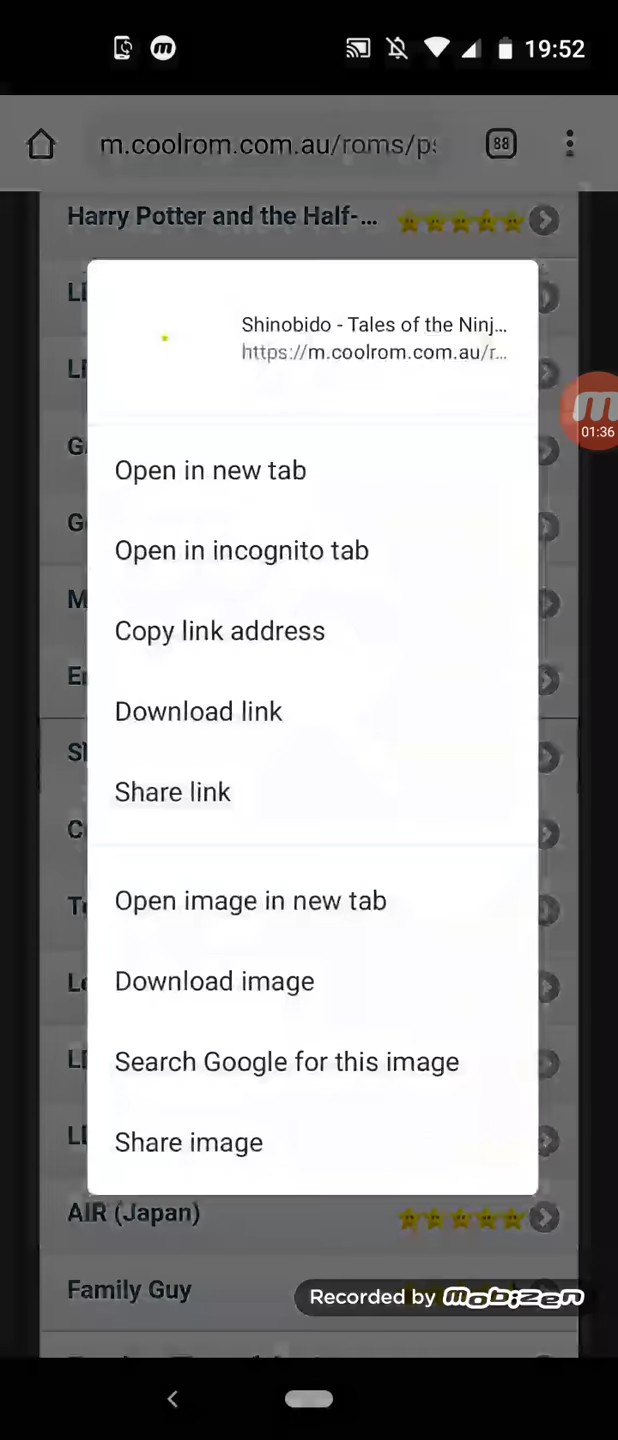 19:52
m.coolrom.com.au/roms/ps
88
Harry Potter and the Half-...
Shinobido - Tales of the Ninj...
https://m.coolrom.com.au/r...
01:36
Open in new tab
Open in incognito tab
Copy link address
Download link
Share link
Open image in new tab
Download image
Search Google for this image
Share image
AIR (Japan)
Family Guy
Recorded by mobizen